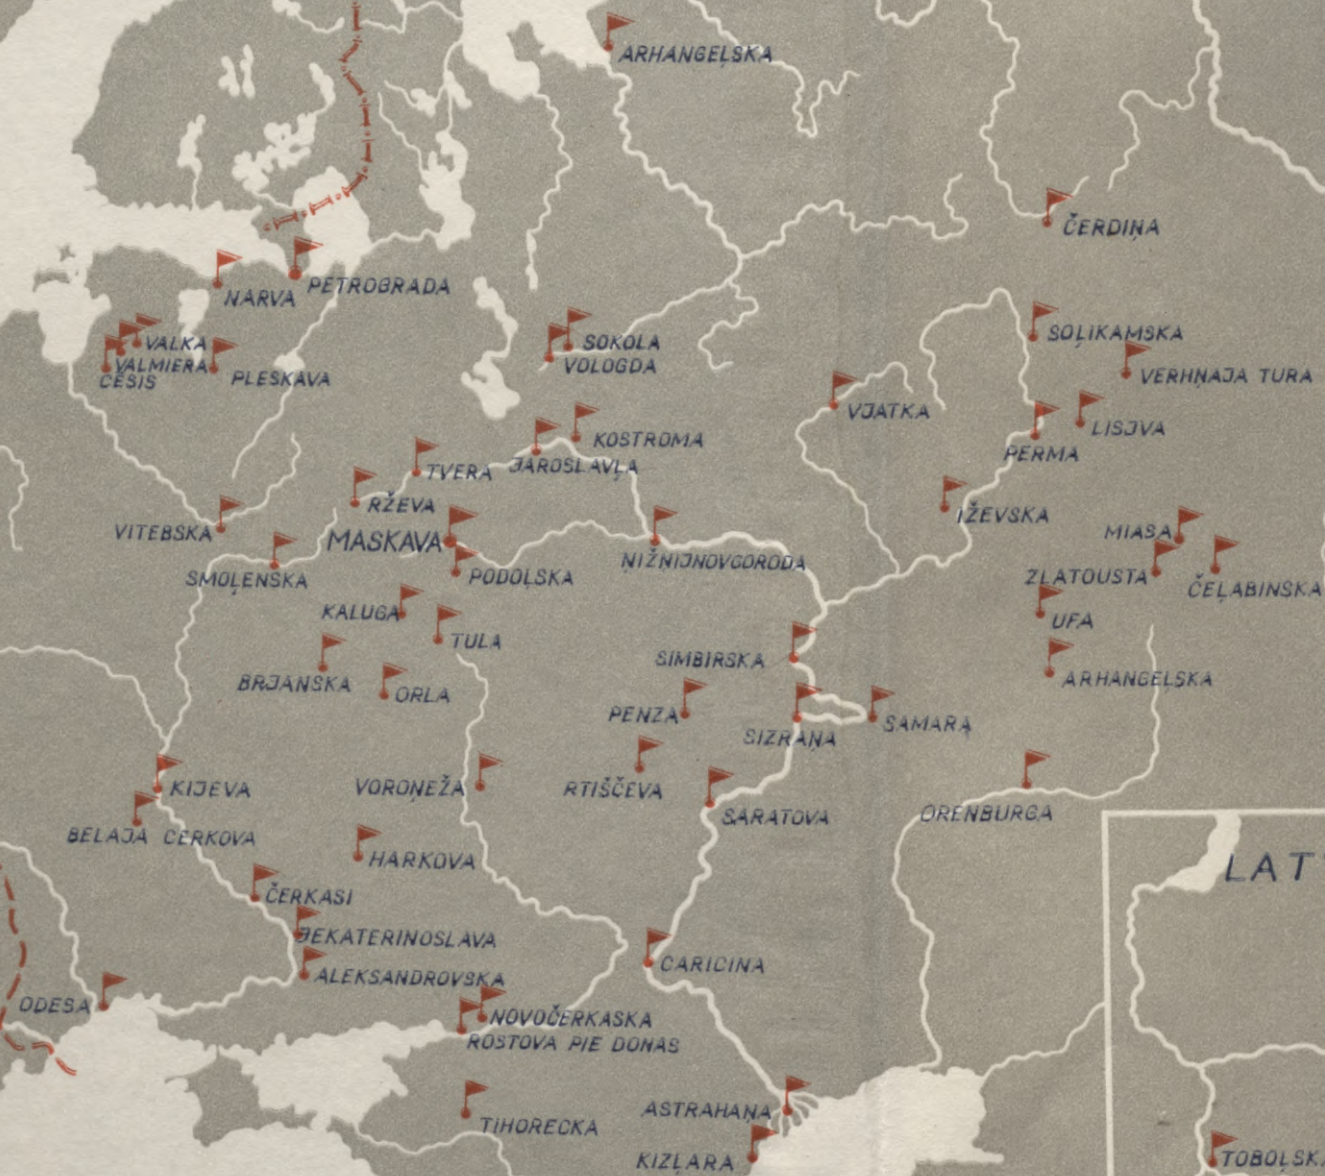 ARHANGEĻSKA
ČERDIŅA
PETROGRADA
NARVA
VALKA
SOKOLA
SOĻIKAMSKA
VALMIERA
VOLOGDA
VERHŅAJA TURA
CĒSIS
PLESKAVA
VJATKA
LISJVA
KOSTROMA
PERMA
TVERA
JAROSLAVĻA
RŽEVA
IŽEVSKA
VITEBSKA
MASKAVA
MIASA
ŅIŽŅIJNOVGORODA
SMOĻENSKA
PODOĻSKA
ZLATOUSTA
ČEĻABINSKA
KALUGA
UFA
TULA
SIMBIRSKA
BRJANSKA
ORLA
ARHANGEĻSKA
PENZA
SAMARA
SIZRAŅA
KIJEVA
VOROŅEŽA
RTIŠČEVA
SARATOVA
ORENBURGA
BELAJA CERKOVA
HARKOVA
LAT
ČERKASI
JEKATERINOSLAVA
CARICINA
ALEKSANDROVSKA
ODESA
NOVOČERKASKA
ROSTOVA PIE DONAS
ASTRAHAŅA
TIHORECKA
KIZĻARA
TOBOĻSK